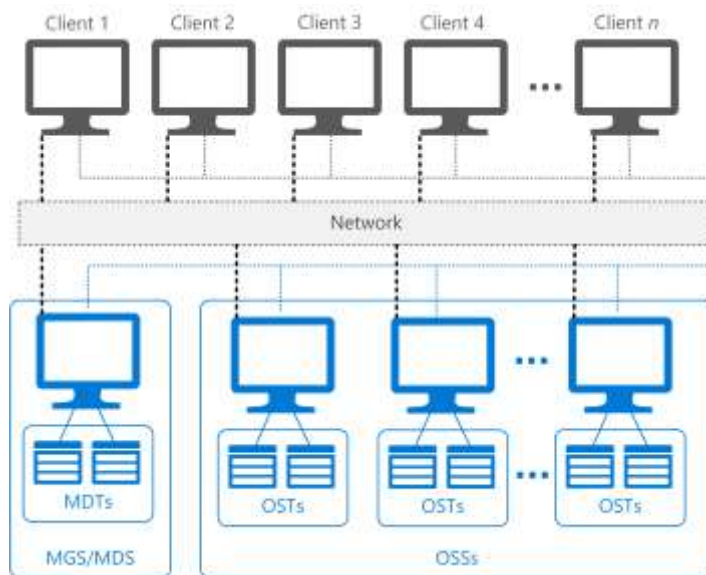 Client 1
Client 2
Client 3
Client 4
Client n
Network
MDTs
OSTs
OSTs
OSTs
MGS/MDS
OSSs